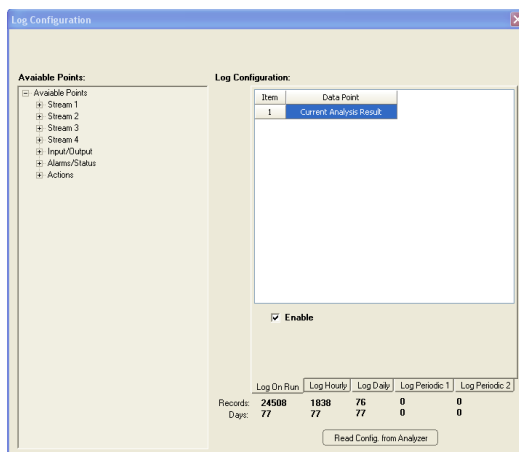 Log Configuration
Avaiable Points:
Avaiable Points
Stream 1
Stream 2
Stream 3
Stream 4
Input/Output
Alarms/Status
Actions
Log Configuration:
Item Data Point
1 Current Analysis Result
Enable
Log On Run Log Hourly Log Daily Log Periodic 1 Log Periodic 2
Records: 24508 1838 76 0 0
Days: 77 77 77 0 0
Read Config. from Analyzer